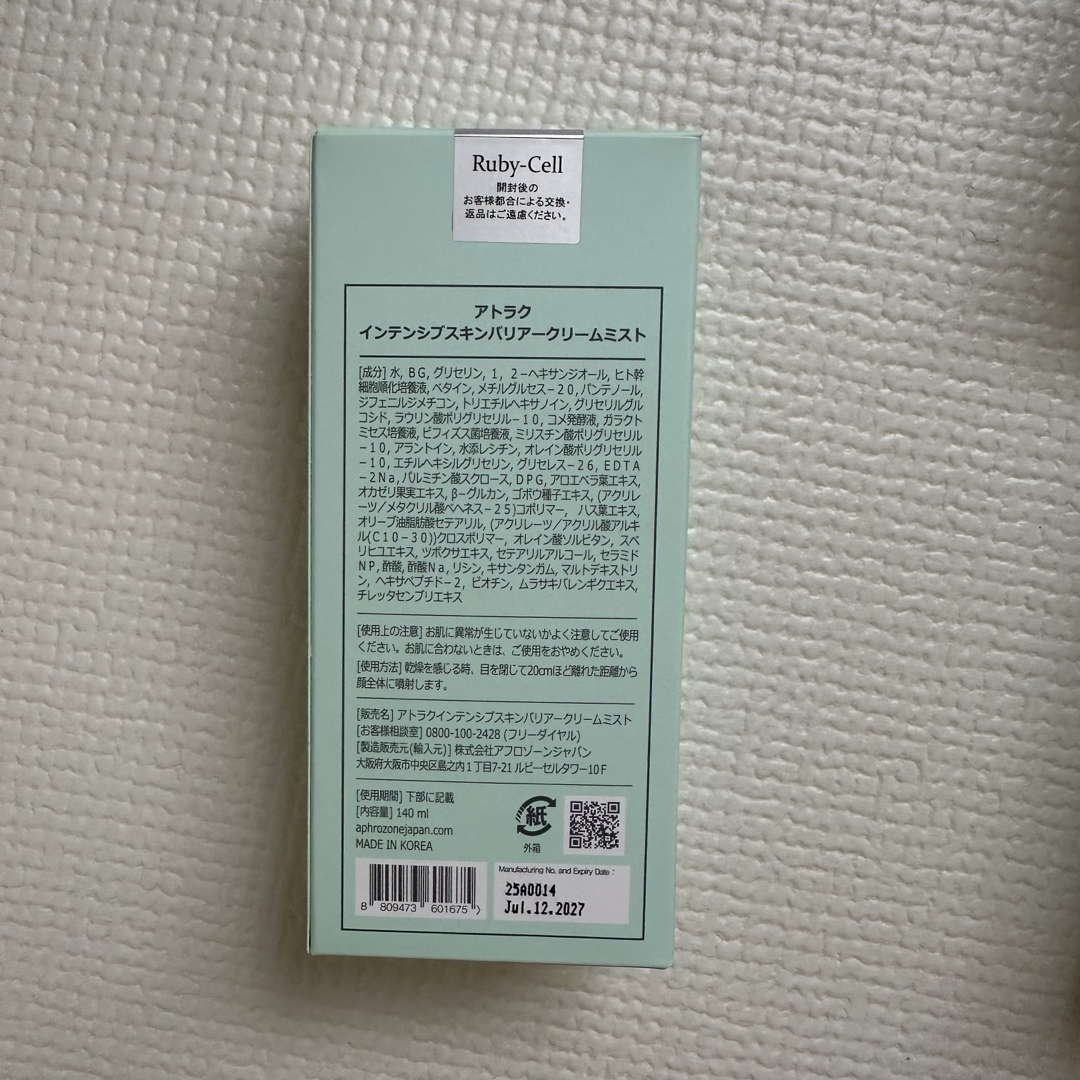 Ruby-Cell
開封後の
お客様都合による交換・
返品はご遠慮ください。
アトラク
インテンシブスキンバリアークリームミスト
[成分] 水, BG, グリセリン, 1, 2-ヘキサンジオール, ヒト幹
細胞順化培養液, ベタイン, メチルグルセス-20, パンテノール,
ジフェニルジメチコン, トリエチルヘキサノイン, グリセリルグル
コシド, ラウリン酸ポリグリセリル-10, コメ発酵液, ガラクト
ミセス培養液, ビフィズス菌培養液, ミリスチン酸ポリグリセリル
-10, アラントイン, 水添レシチン, オレイン酸ポリグリセリル
-10, エチルヘキシルグリセリン, グリセレス-26, EDTA
-2Na, パルミチン酸スクロース, DPG, アロエベラ葉エキス,
オカゼリ果実エキス, β-グルカン, ゴボウ種子エキス, (アクリレ
ーツ/メタクリル酸ベヘネス-25)コポリマー, ハス葉エキス,
オリーブ油脂肪酸セテアリル, (アクリレーツ/アクリル酸アルキ
ル(C10-30))クロスポリマー, オレイン酸ソルビタン, スベ
リヒユエキス, ツボクサエキス, セテアリルアルコール, セラミド
NP, 酢酸, 酢酸Na, リシン, キサンタンガム, マルトデキストリ
ン, ヘキサペプチド-2, ビオチン, ムラサキバレンギクエキス,
チレッタセンブリエキス
[使用上の注意] お肌に異常が生じていないかよく注意してご使用
ください。お肌に合わないときは、ご使用をおやめください。
[使用方法] 乾燥を感じる時、目を閉じて20cmほど離れた距離から
顔全体に噴射します。
[販売名] アトラクインテンシブスキンバリアークリームミスト
[お客様相談室] 0800-100-2428 (フリーダイヤル)
[製造販売元(輸入元)] 株式会社アフロゾーンジャパン
大阪府大阪市中央区島之内1丁目7-21 ルビーセルタワー10F
[使用期間] 下部に記載
[内容量] 140 ml
aphrozonejapan.com
MADE IN KOREA
紙
外箱
8 809473 601675
Manufacturing No. and Expiry Date :
25A0014
Jul.12.2027